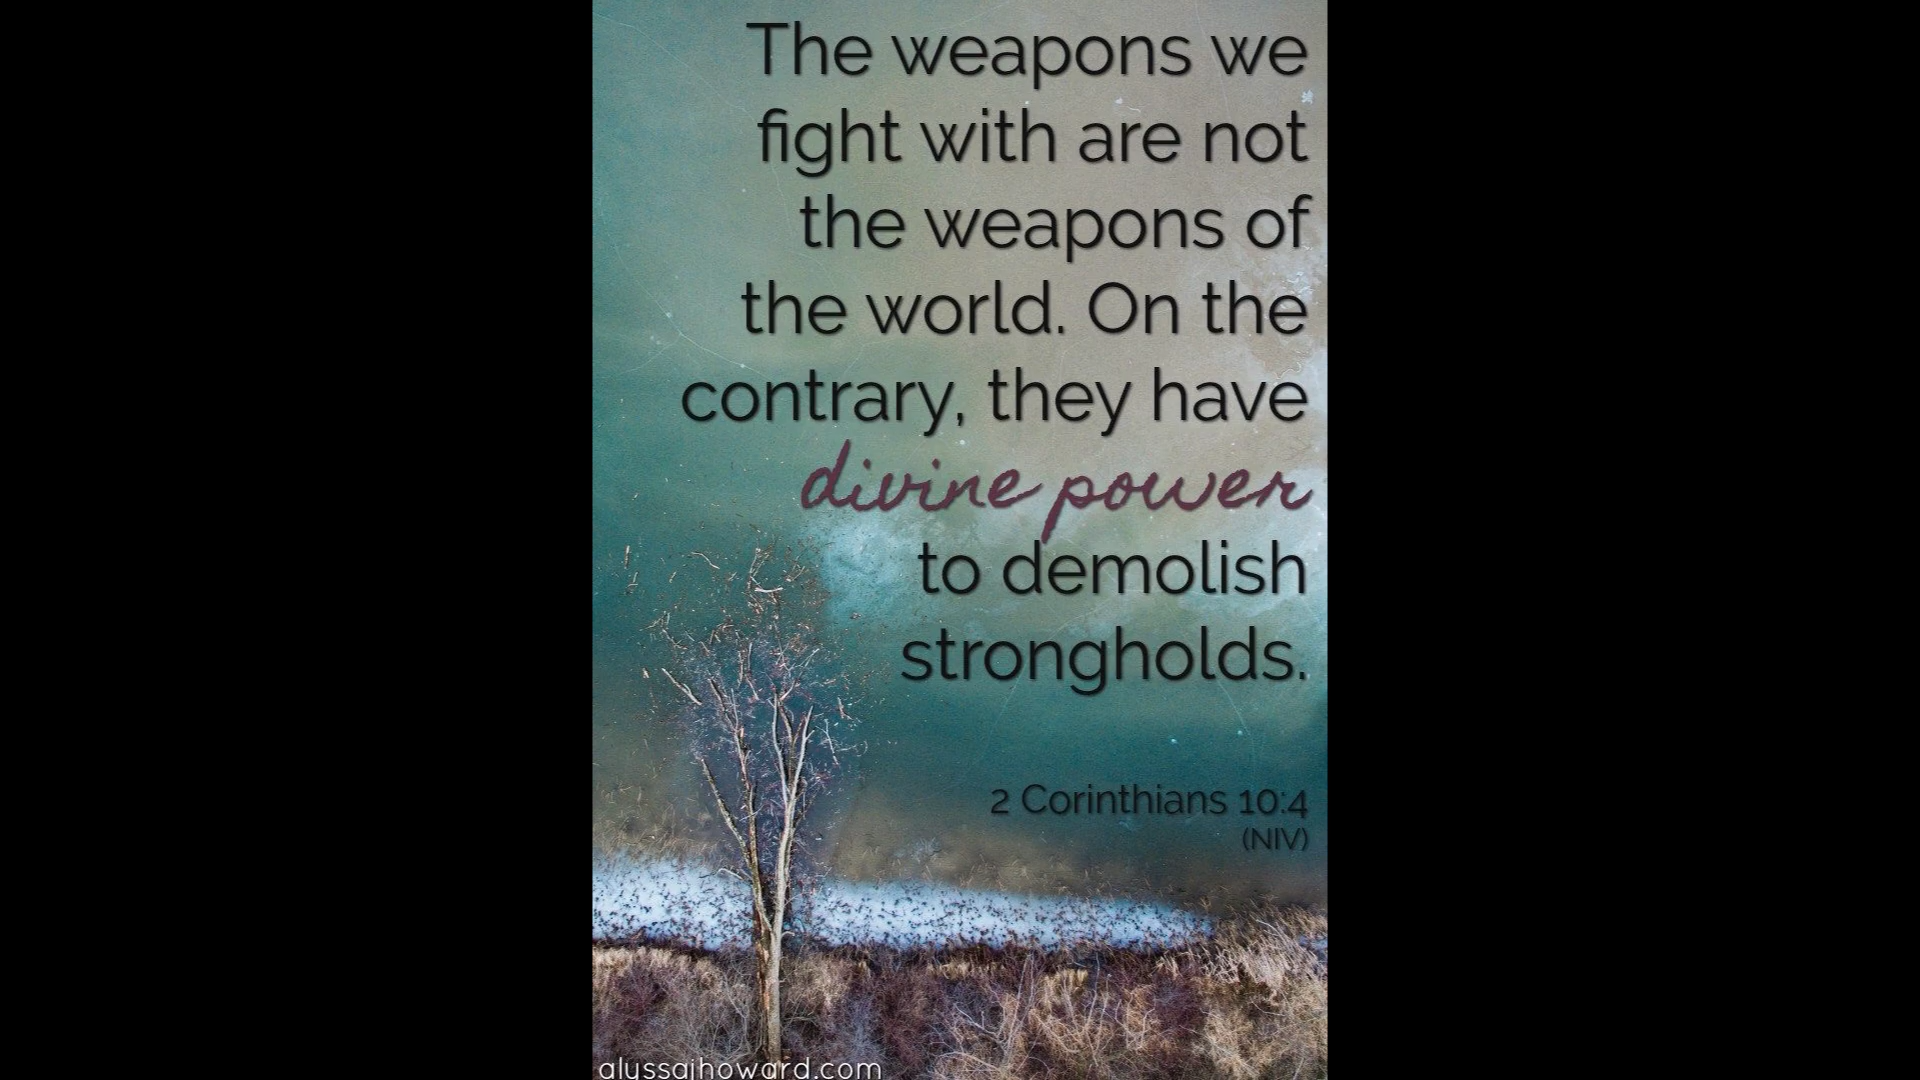 The weapons we
fight with are not
the weapons of
the world. On the
contrary, they have
divine power
to demolish
strongholds.
2 Corinthians 10:4
(NIV)
alyssajhoward.com